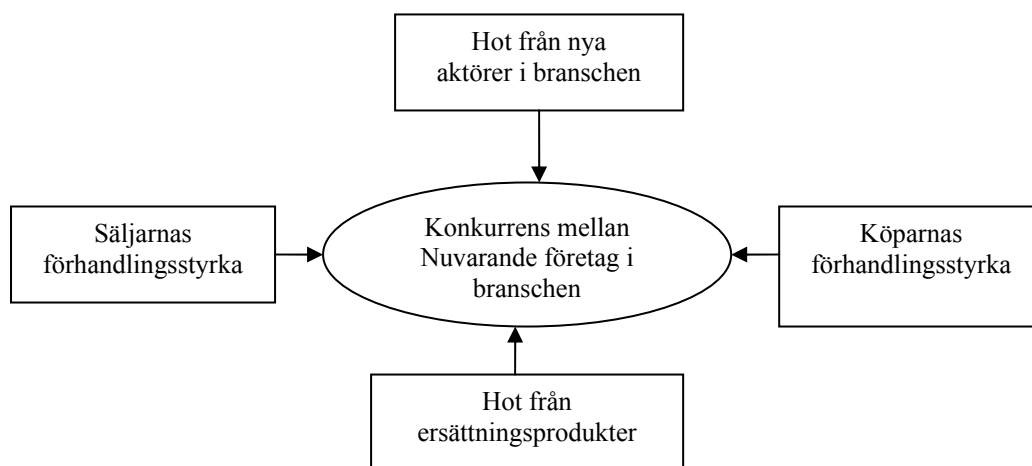 Hot från nya
aktörer i branschen
Säljarnas
förhandlingsstyrka
Konkurrens mellan
Nuvarande företag i
branschen
Köparnas
förhandlingsstyrka
Hot från
ersättningsprodukter